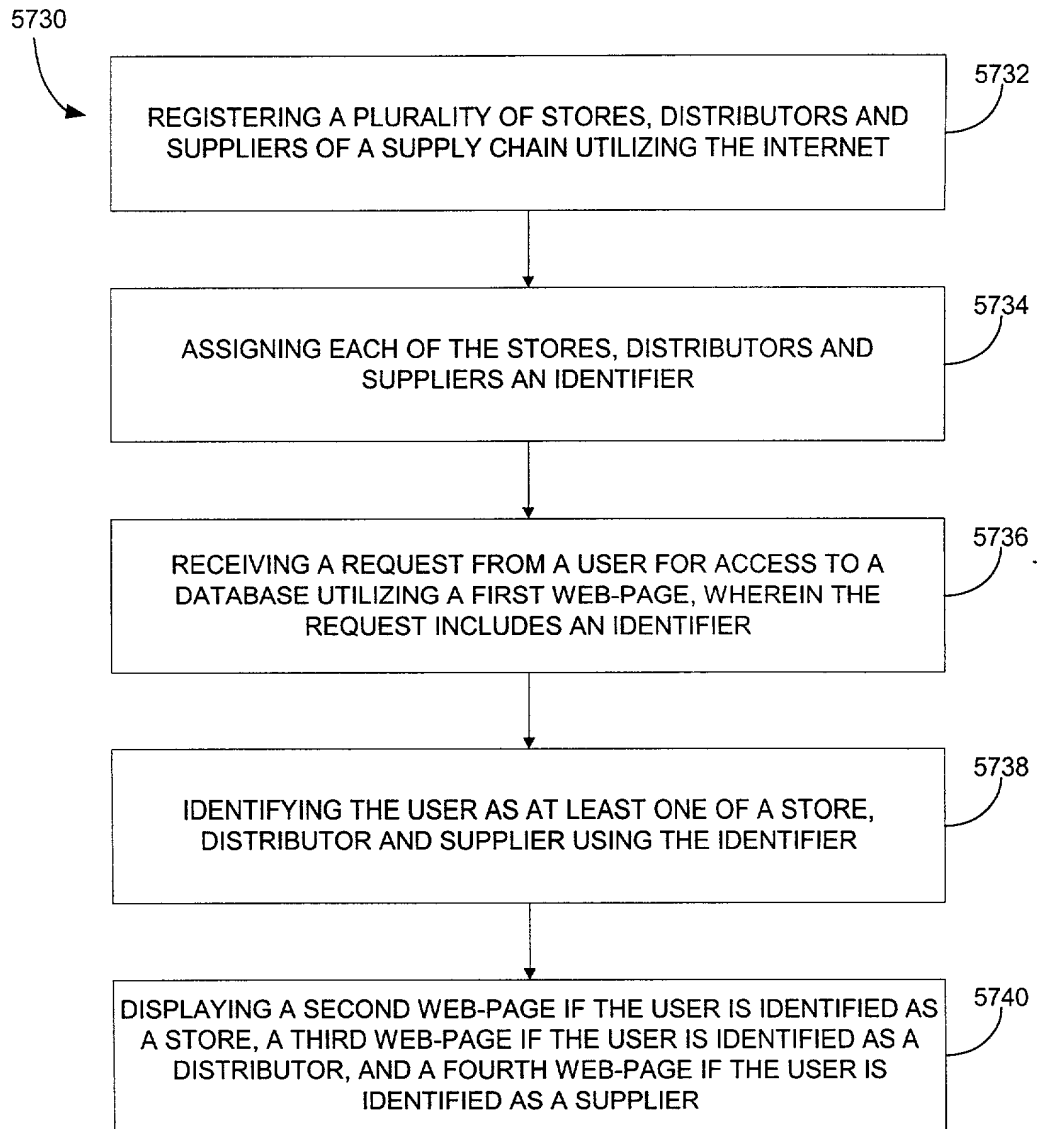 5730
5732
REGISTERING A PLURALITY OF STORES, DISTRIBUTORS AND
SUPPLIERS OF A SUPPLY CHAIN UTILIZING THE INTERNET
5734
ASSIGNING EACH OF THE STORES, DISTRIBUTORS AND
SUPPLIERS AN IDENTIFIER
5736
RECEIVING A REQUEST FROM A USER FOR ACCESS TO A
DATABASE UTILIZING A FIRST WEB-PAGE, WHEREIN THE
REQUEST INCLUDES AN IDENTIFIER
5738
IDENTIFYING THE USER AS AT LEAST ONE OF A STORE,
DISTRIBUTOR AND SUPPLIER USING THE IDENTIFIER
5740
DISPLAYING A SECOND WEB-PAGE IF THE USER IS IDENTIFIED AS
A STORE, A THIRD WEB-PAGE IF THE USER IS IDENTIFIED AS A
DISTRIBUTOR, AND A FOURTH WEB-PAGE IF THE USER IS
IDENTIFIED AS A SUPPLIER